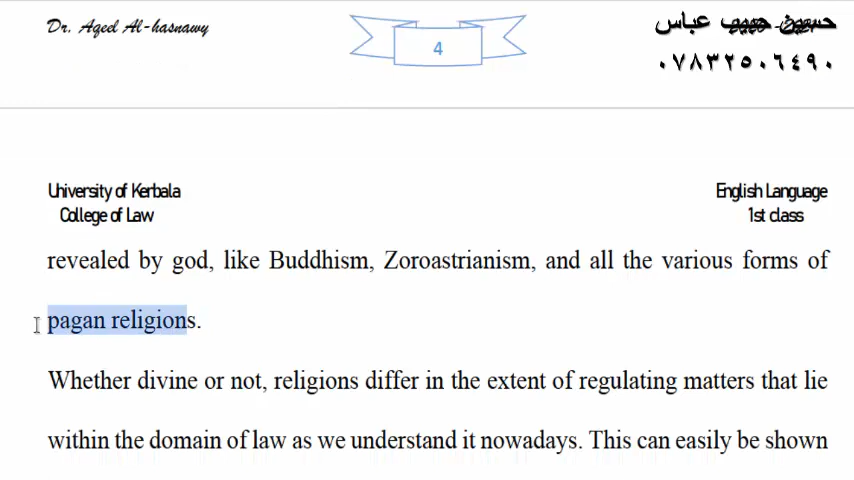 Dr. Aqeel Al-hasnawy
4
حسين حبيب عباس
٠٧٨٣٢٥٠٦٤٩٠
University of Kerbala
English Language
College of Law
1st class
revealed by god, like Buddhism, Zoroastrianism, and all the various forms of
pagan religions.
Whether divine or not, religions differ in the extent of regulating matters that lie
within the domain of law as we understand it nowadays. This can easily be shown